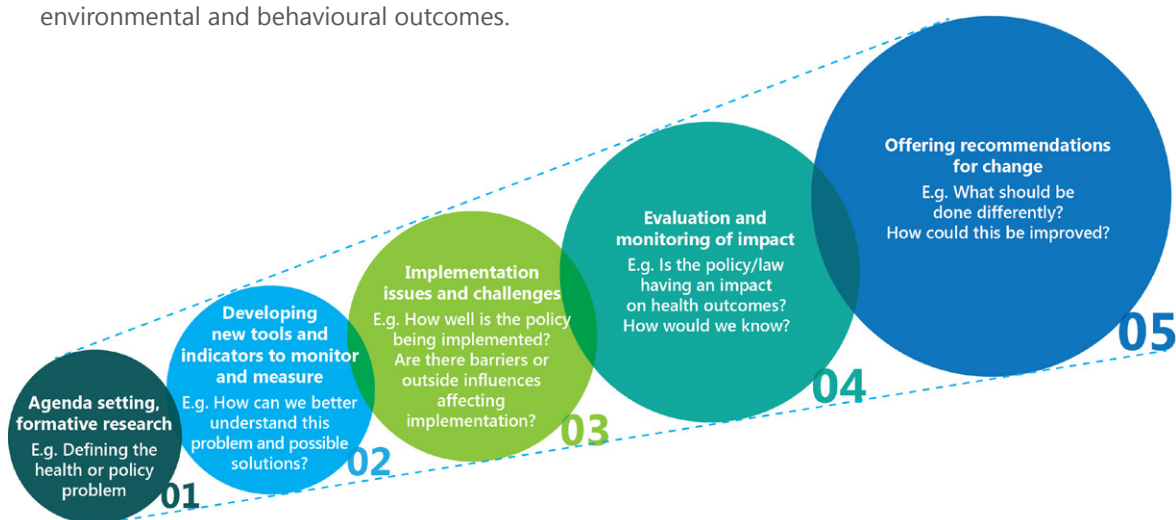 environmental and behavioural outcomes.
Agenda setting,
formative research
E.g. Defining the
health or policy
problem
01
Developing
new tools and
indicators to monitor
and measure
E.g. How can we better
understand this
problem and possible
solutions?
02
Implementation
issues and challenges
E.g. How well is the policy
being implemented?
Are there barriers or
outside influences
affecting
implementation?
03
Evaluation and
monitoring of impact
E.g. Is the policy/law
having an impact
on health outcomes?
How would we know?
04
Offering recommendations
for change
E.g. What should be
done differently?
How could this be improved?
05